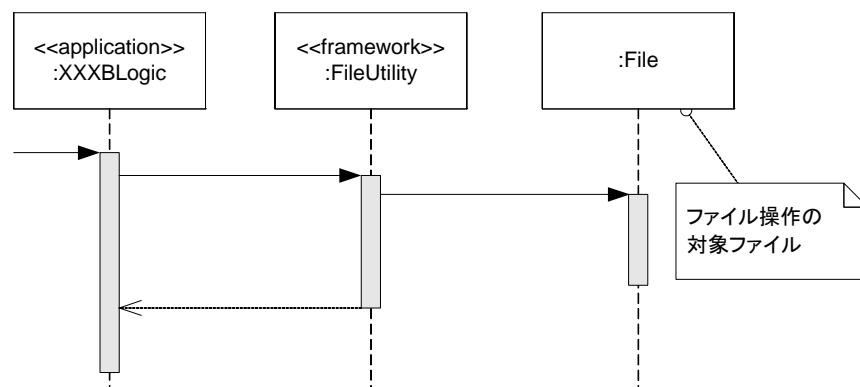 <<application>>
:XXXBLogic
<<framework>>
:FileUtility
:File
ファイル操作の
対象ファイル